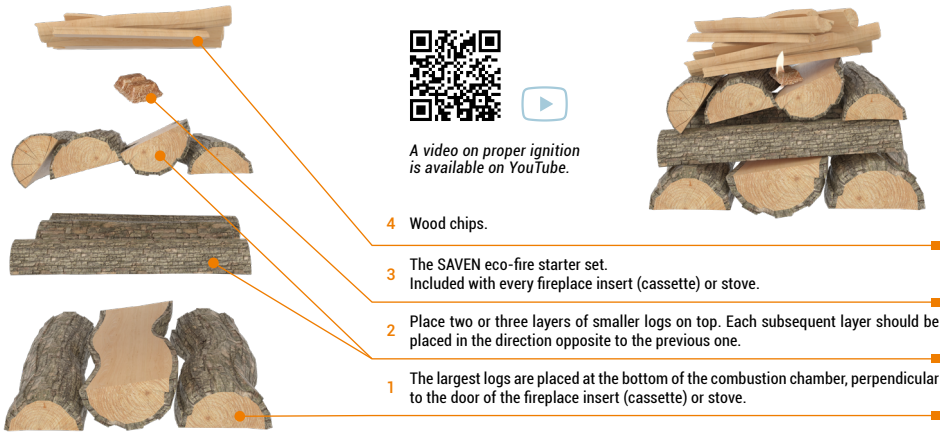 A video on proper ignition
is available on YouTube.
4 Wood chips.
3 The SAVEN eco-fire starter set.
Included with every fireplace insert (cassette) or stove.
2 Place two or three layers of smaller logs on top. Each subsequent layer should be
placed in the direction opposite to the previous one.
1 The largest logs are placed at the bottom of the combustion chamber, perpendicular
to the door of the fireplace insert (cassette) or stove.